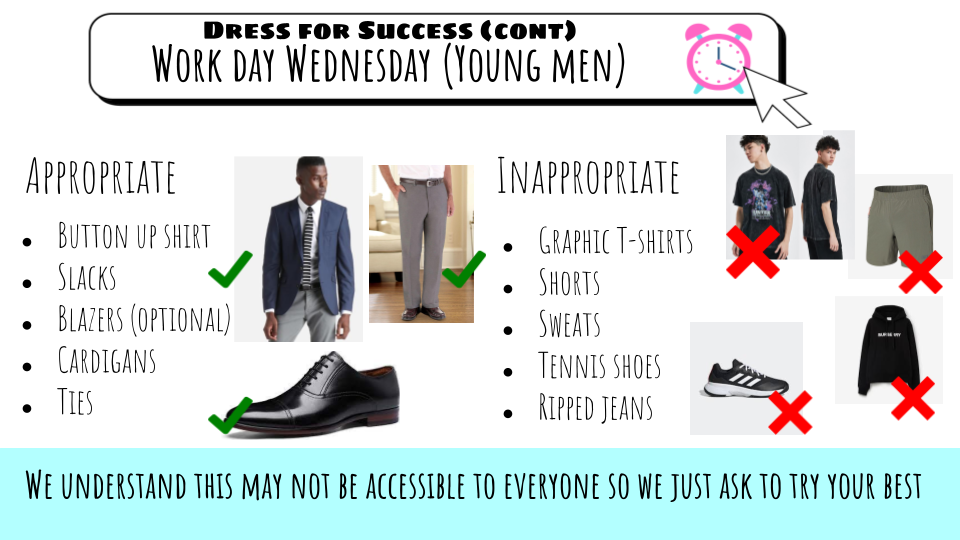 Dress for Success (cont)
Work day Wednesday (Young men)
Appropriate
Button up shirt
Slacks
Blazers (optional)
Cardigans
Ties
Inappropriate
Graphic T-shirts
Shorts
Sweats
Tennis shoes
Ripped jeans
We understand this may not be accessible to everyone so we just ask to try your best